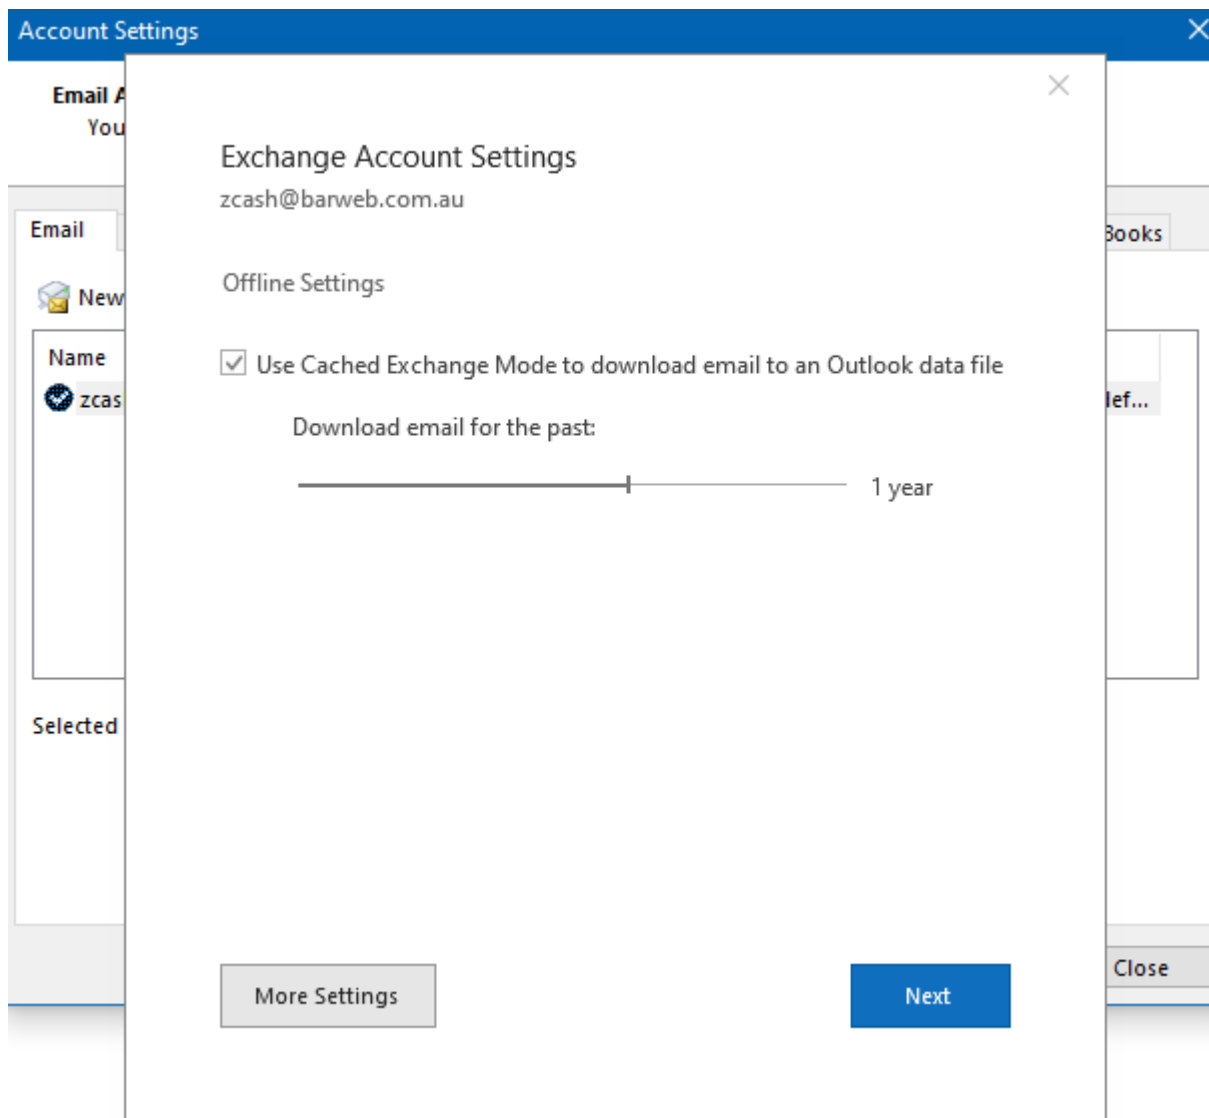 Account Settings
Email
You
Exchange Account Settings
zcash@barweb.com.au
Email
Books
Offline Settings
New
Name
Use Cached Exchange Mode to download email to an Outlook data file
zcas
lef...
Download email for the past:
1 year
Selected
More Settings
Next
Close